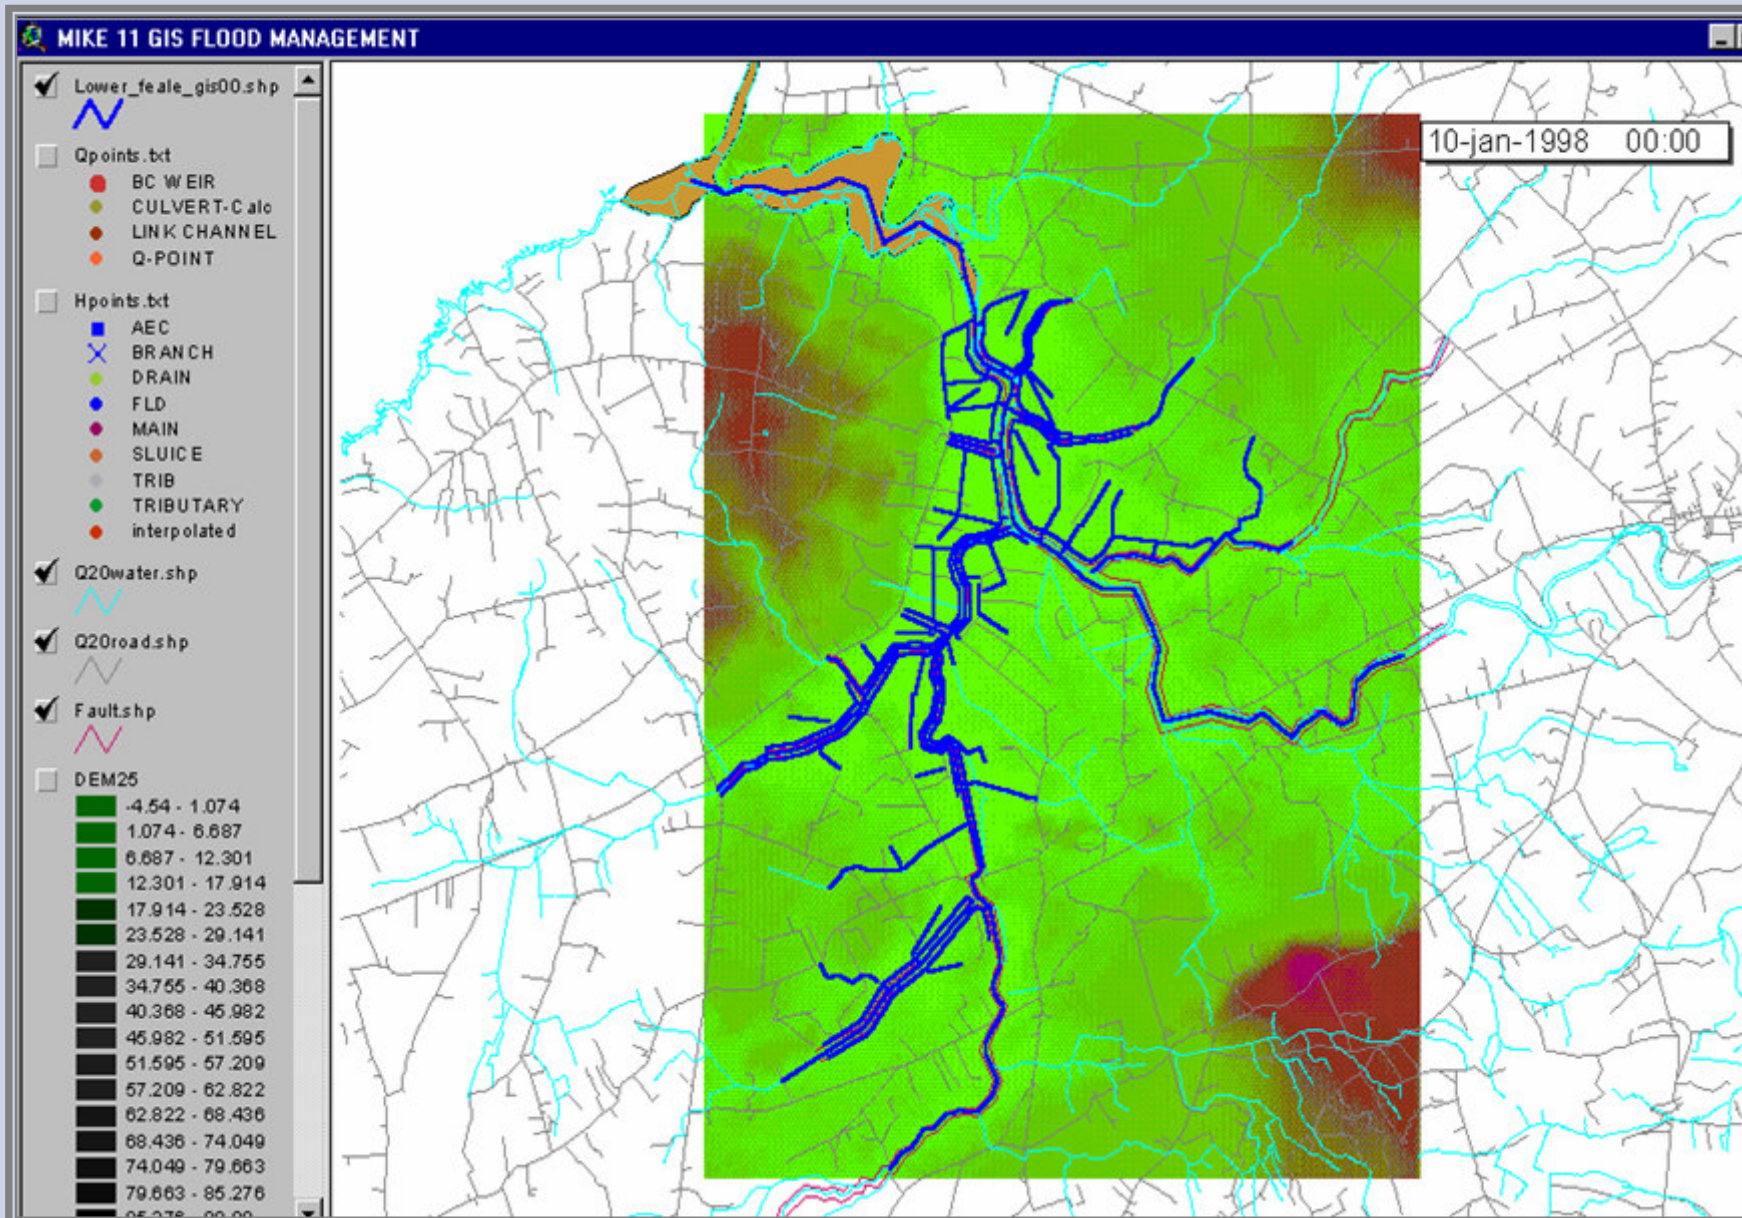 MIKE 11 GIS FLOOD MANAGEMENT
Lower_feale_gis00.shp
Qpoints.txt
BC WEIR
CULVERT-Calc
LINK CHANNEL
Q-POINT
Hpoints.txt
AEC
BRANCH
DRAIN
FLD
MAIN
SLUICE
TRIB
TRIBUTARY
interpolated
Q20water.shp
Q20road.shp
Fault.shp
DEM25
-4.54 - 1.074
1.074 - 6.687
6.687 - 12.301
12.301 - 17.914
17.914 - 23.528
23.528 - 29.141
29.141 - 34.755
34.755 - 40.368
40.368 - 45.982
45.982 - 51.595
51.595 - 57.209
57.209 - 62.822
62.822 - 68.436
68.436 - 74.049
74.049 - 79.663
79.663 - 85.276
10-jan-1998 00:00